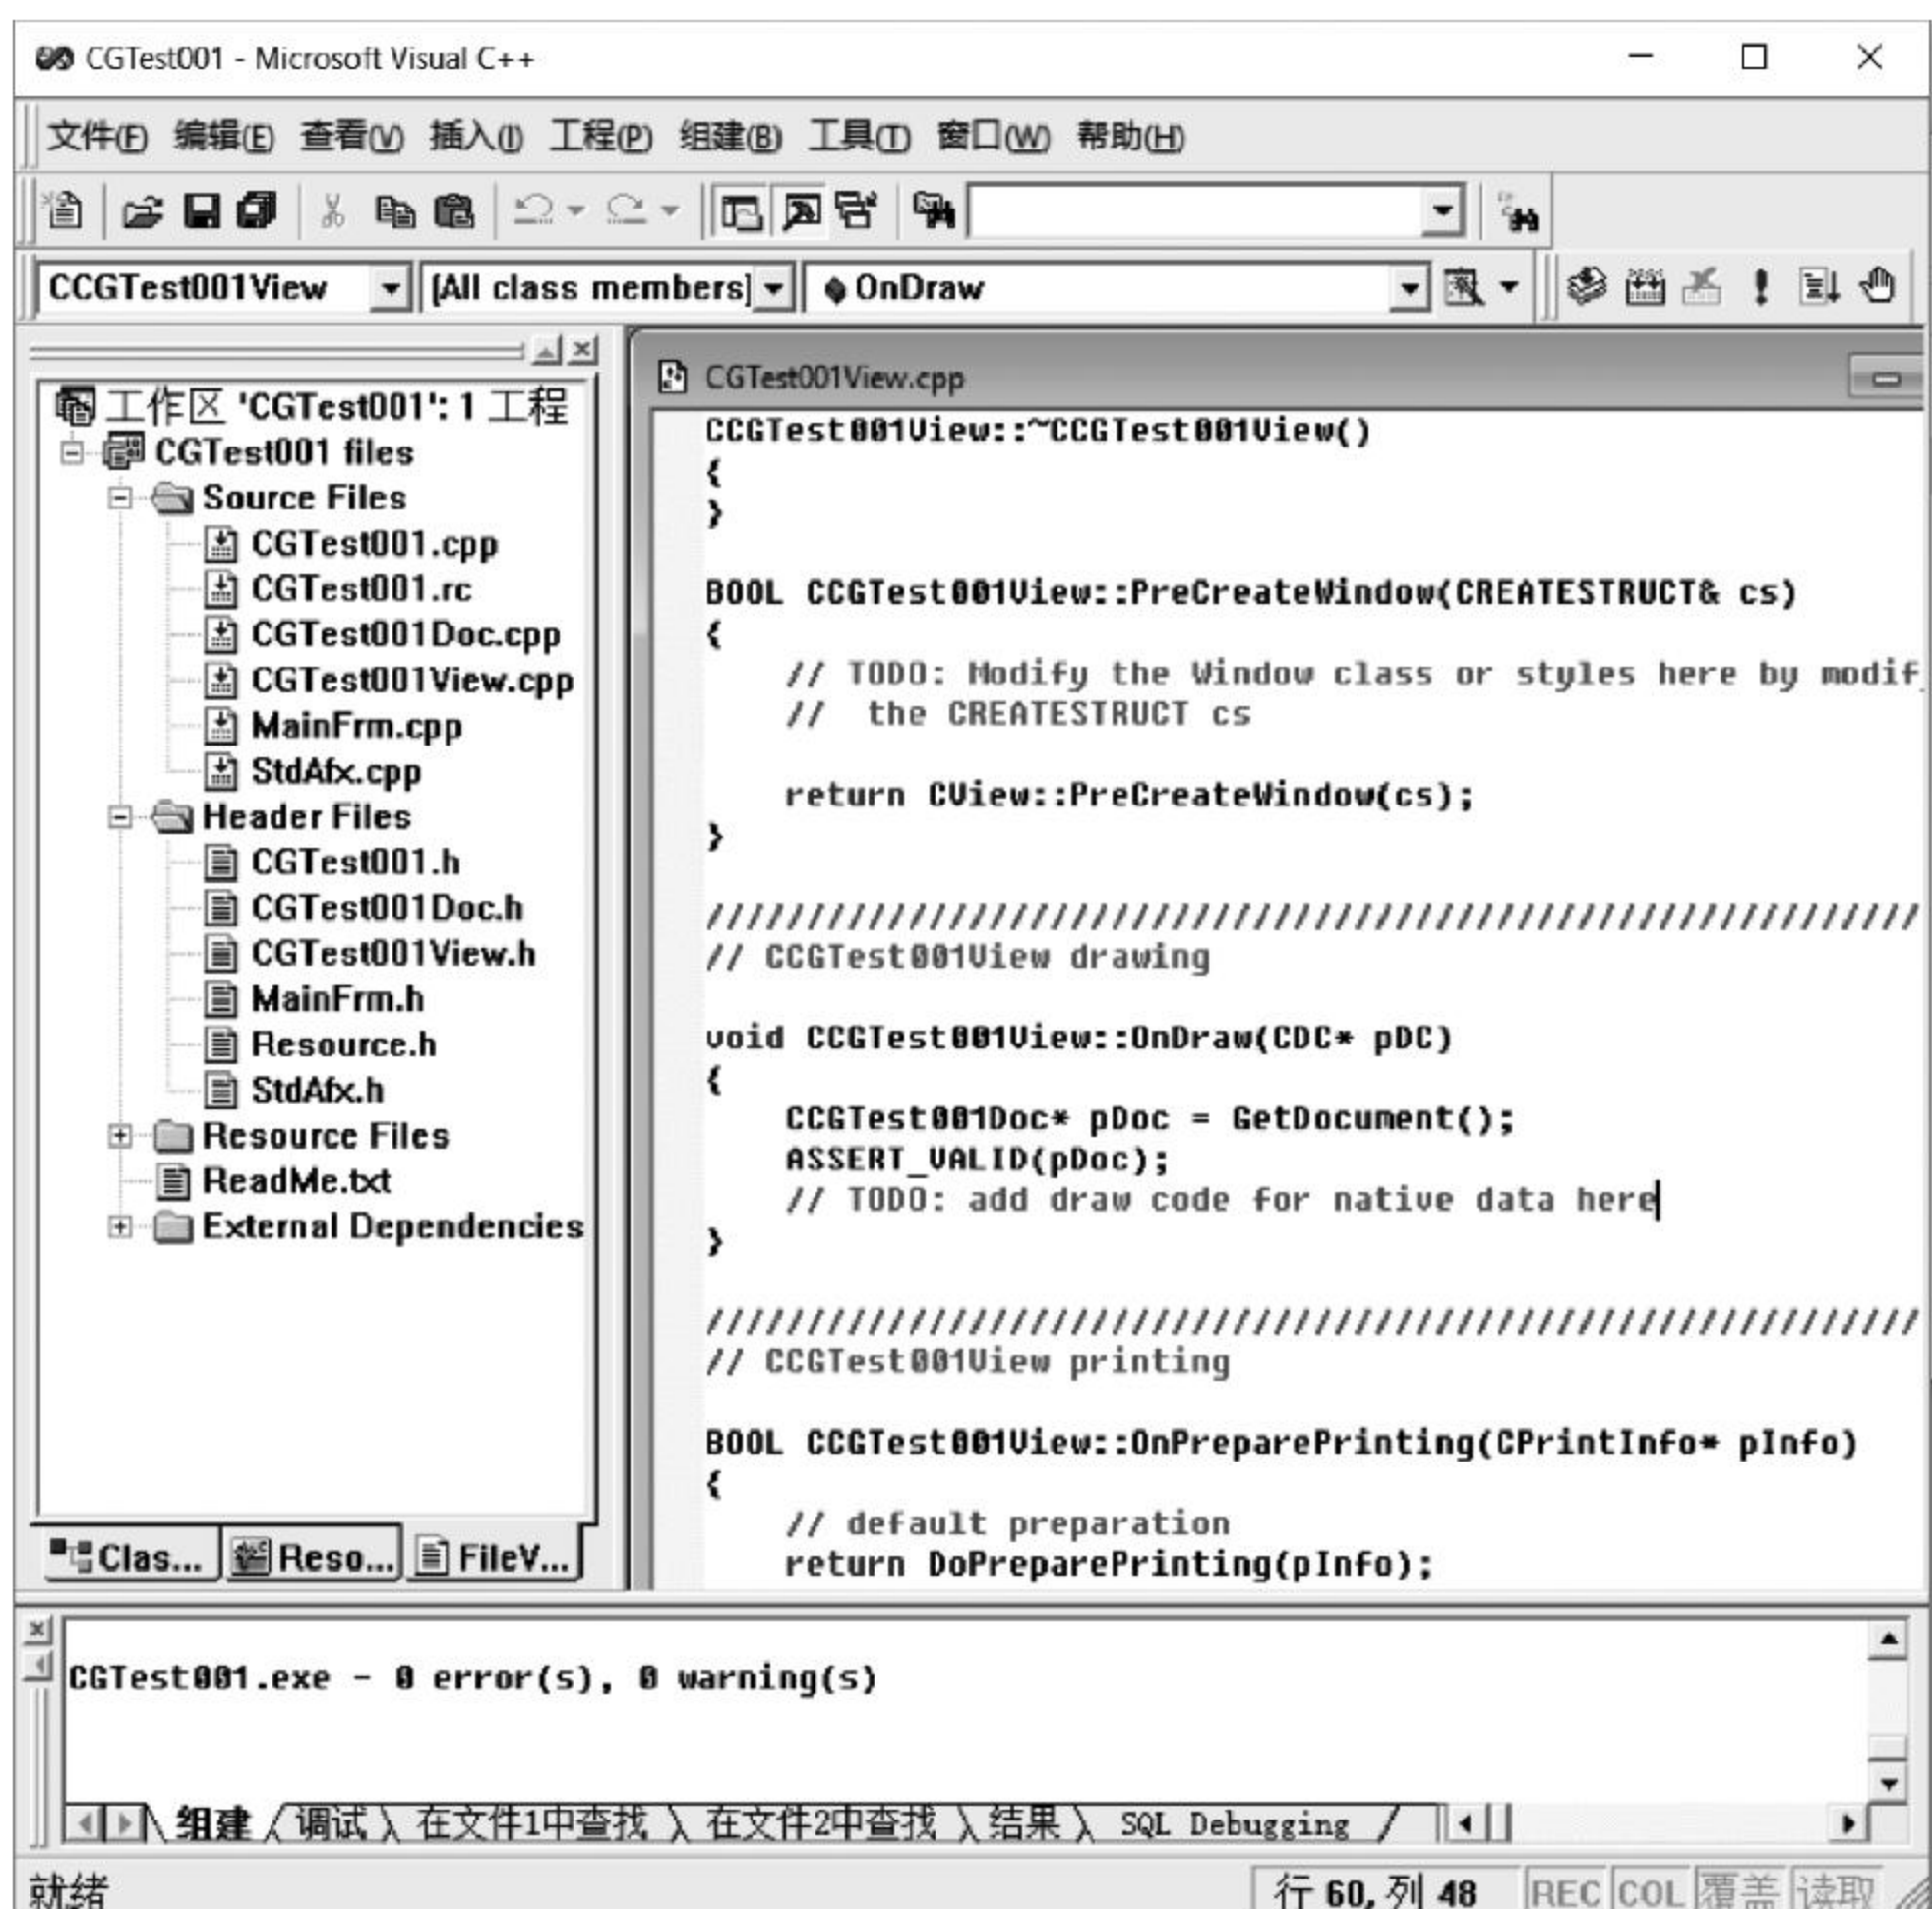 CGTest001 - Microsoft Visual C++
文件(F) 编辑(E) 查看(V) 插入(I) 工程(P) 组建(B) 工具(T) 窗口(W) 帮助(H)
CCGTest001View [All class members] OnDraw
工作区 'CGTest001': 1 工程
CGTest001 files
Source Files
CGTest001.cpp
CGTest001.rc
CGTest001Doc.cpp
CGTest001View.cpp
MainFrm.cpp
StdAfx.cpp
Header Files
CGTest001.h
CGTest001Doc.h
CGTest001View.h
MainFrm.h
Resource.h
StdAfx.h
Resource Files
ReadMe.txt
External Dependencies
Clas... Reso... FileV...
CGTest001View.cpp
CCGTest001View::~CCGTest001View()
{
}
BOOL CCGTest001View::PreCreateWindow(CREATESTRUCT& cs)
{
// TODO: Modify the Window class or styles here by modif
//  the CREATESTRUCT cs
return CView::PreCreateWindow(cs);
}
/////////////////////////////////////////////////////////////
// CCGTest001View drawing
void CCGTest001View::OnDraw(CDC* pDC)
{
CCGTest001Doc* pDoc = GetDocument();
ASSERT_VALID(pDoc);
// TODO: add draw code for native data here
}
/////////////////////////////////////////////////////////////
// CCGTest001View printing
BOOL CCGTest001View::OnPreparePrinting(CPrintInfo* pInfo)
{
// default preparation
return DoPreparePrinting(pInfo);
CGTest001.exe - 0 error(s), 0 warning(s)
组建 调试 在文件1中查找 在文件2中查找 结果 SQL Debugging
就绪 行 60, 列 48 REC COL 覆盖 读取